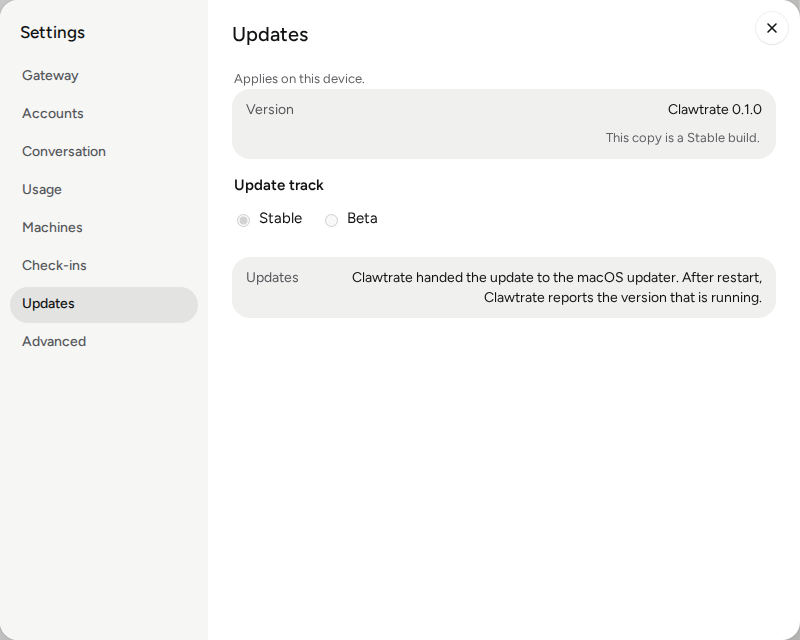 Settings
Gateway
Accounts
Conversation
Usage
Machines
Check-ins
Updates
Advanced
Updates
Applies on this device.
Version
Clawtrate 0.1.0
This copy is a Stable build.
Update track
Stable
Beta
Updates
Clawtrate handed the update to the macOS updater. After restart,
Clawtrate reports the version that is running.